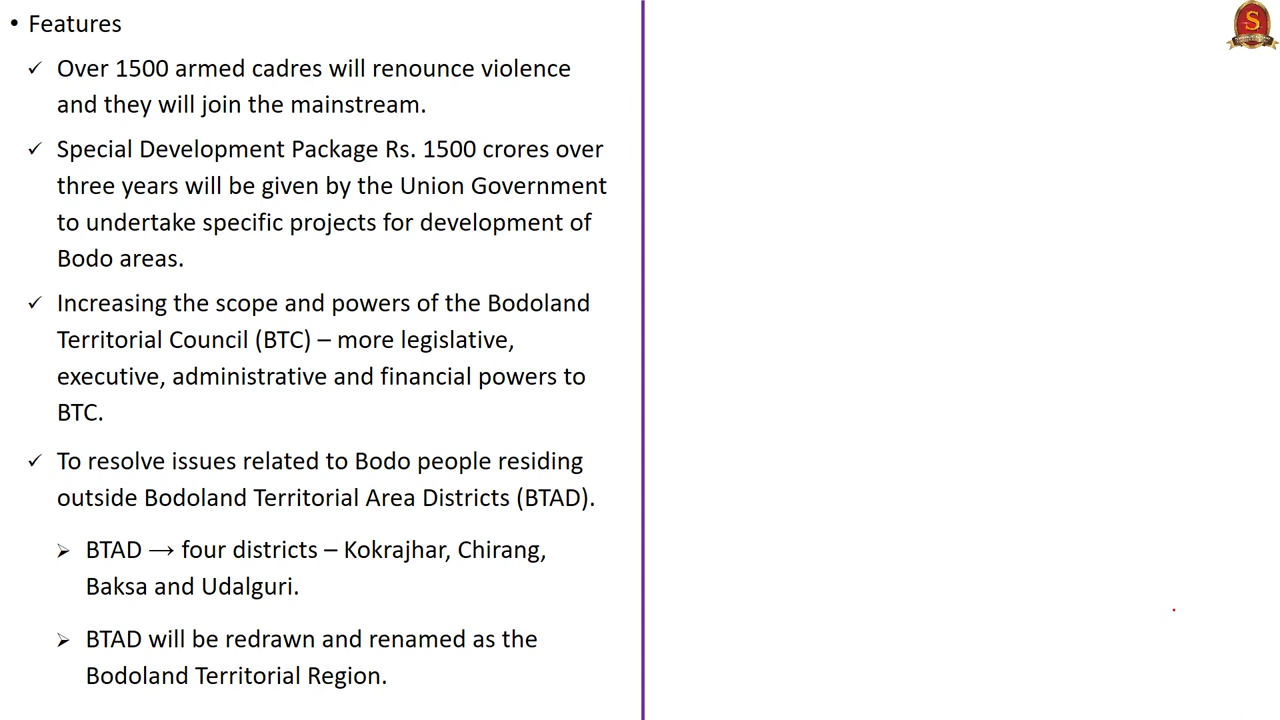 • Features
✓ Over 1500 armed cadres will renounce violence
and they will join the mainstream.
✓ Special Development Package Rs. 1500 crores over
three years will be given by the Union Government
to undertake specific projects for development of
Bodo areas.
✓ Increasing the scope and powers of the Bodoland
Territorial Council (BTC) – more legislative,
executive, administrative and financial powers to
BTC.
✓ To resolve issues related to Bodo people residing
outside Bodoland Territorial Area Districts (BTAD).
➢ BTAD → four districts – Kokrajhar, Chirang,
Baksa and Udalguri.
➢ BTAD will be redrawn and renamed as the
Bodoland Territorial Region.
S